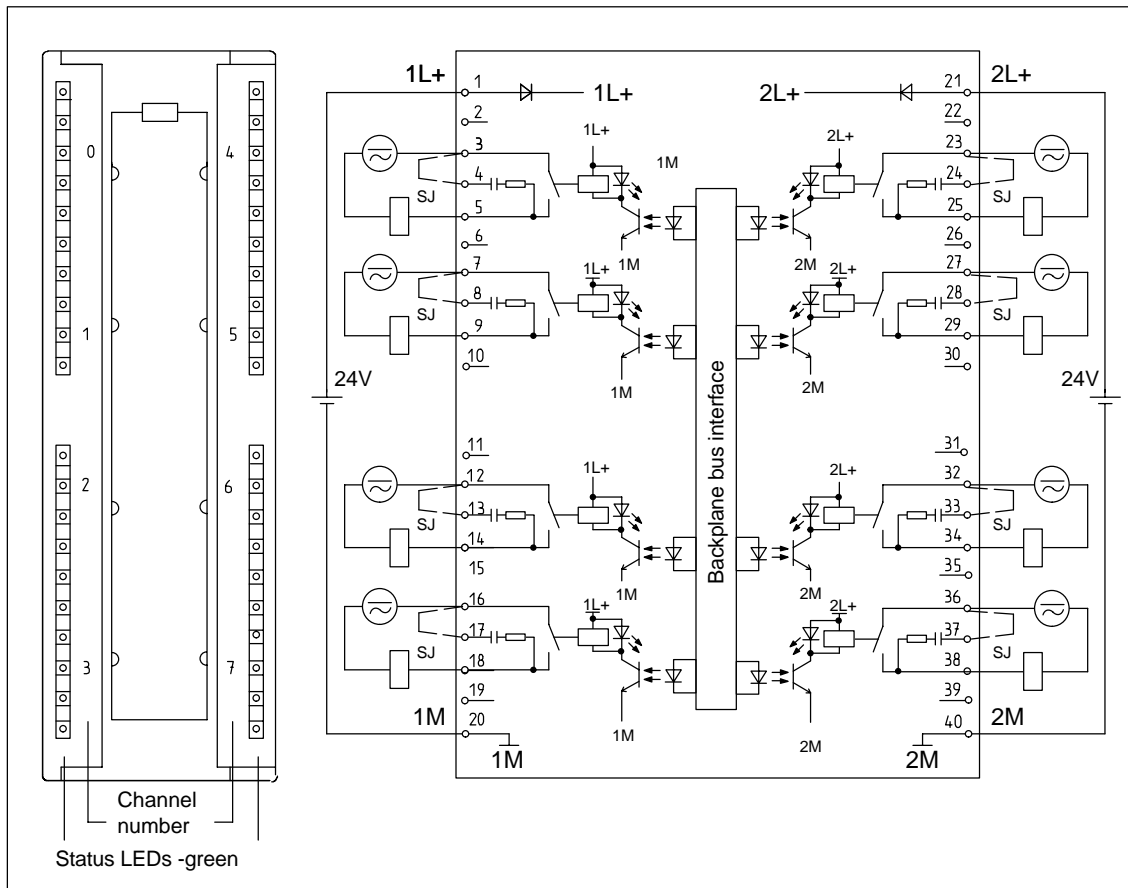 0
1
2
3
4
5
6
7
Channel
number
Status LEDs -green
1L+ 1 1L+ 2L+ 21 2L+
2 22
3 1L+ 1M 2L+ 23
4 24
SJ SJ
5 25
6 1M 2M 26
7 1L+ 2L+ 27
8 28
SJ SJ
9 29
10 30
24V 1M 2M 24V
Backplane bus interface
11 31
12 1L+ 2L+ 32
13 33
SJ SJ
14 34
15 1M 2M 35
16 1L+ 2L+ 36
17 37
SJ SJ
18 38
19 39
1M 20 1M 2M 40 2M
1M 2M